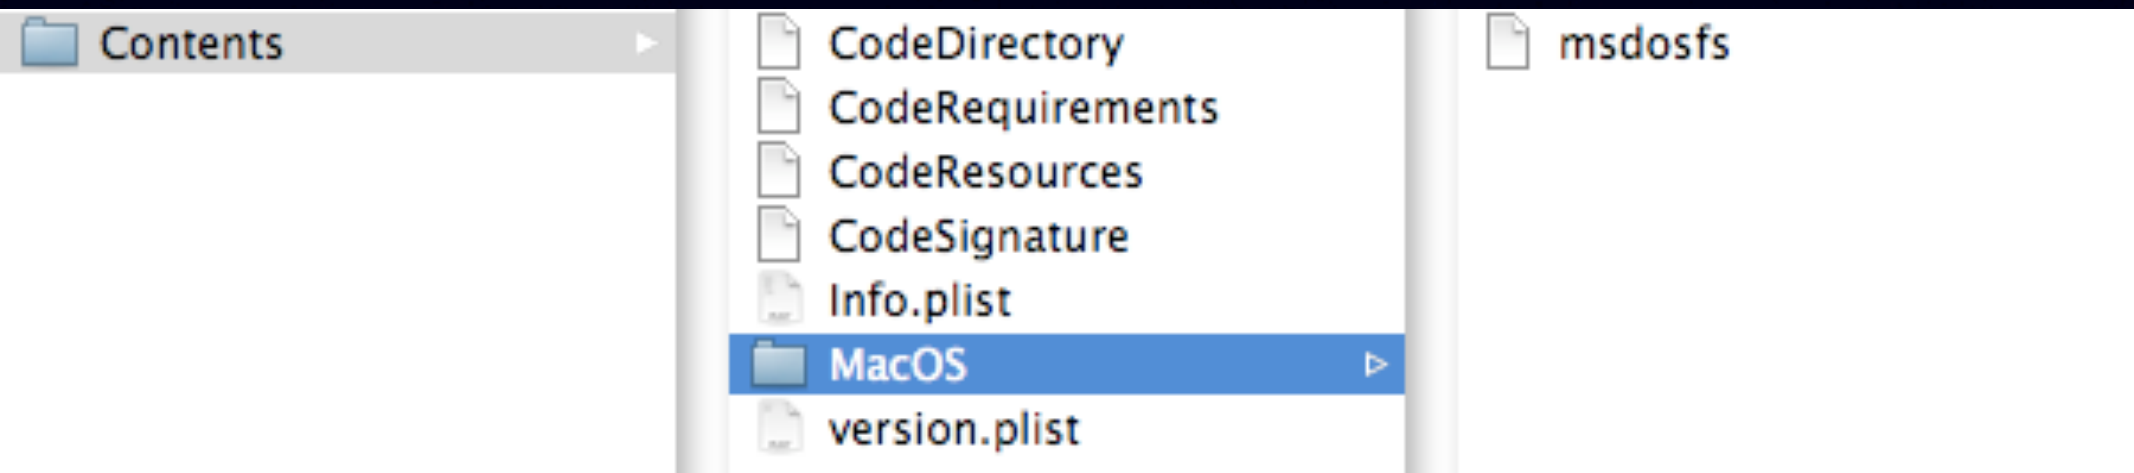 Contents
CodeDirectory
CodeRequirements
CodeResources
CodeSignature
Info.plist
MacOS
version.plist
msdosfs